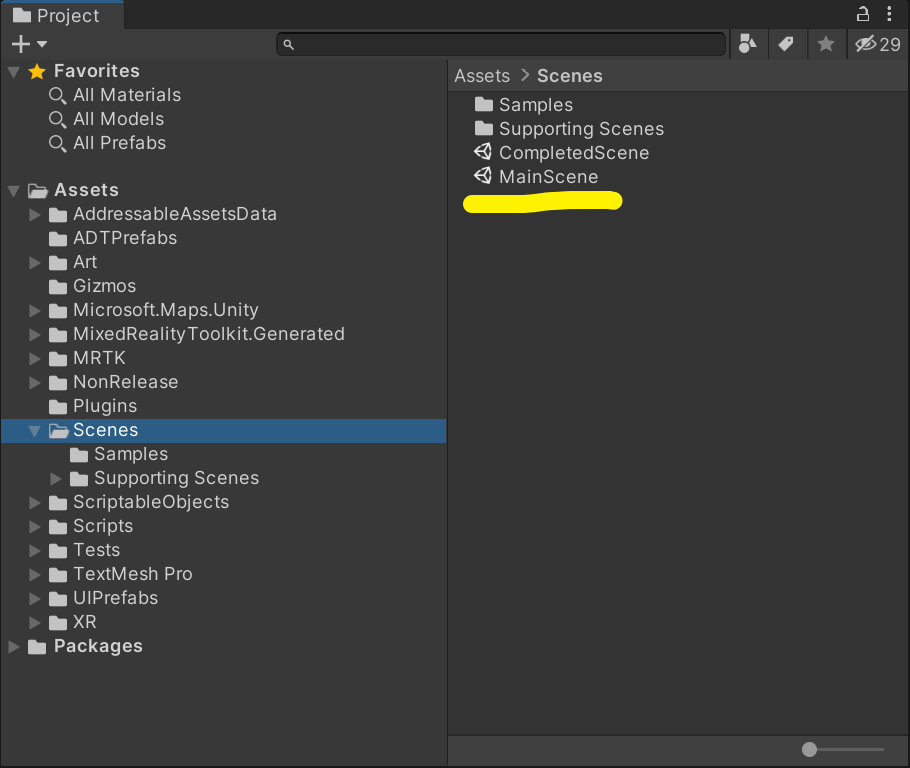 Project
29
Favorites
All Materials
All Models
All Prefabs
Assets
AddressableAssetsData
ADTPrefabs
Art
Gizmos
Microsoft.Maps.Unity
MixedRealityToolkit.Generated
MRTK
NonRelease
Plugins
Scenes
Samples
Supporting Scenes
ScriptableObjects
Scripts
Tests
TextMesh Pro
UIPrefabs
XR
Packages
Assets > Scenes
Samples
Supporting Scenes
CompletedScene
MainScene